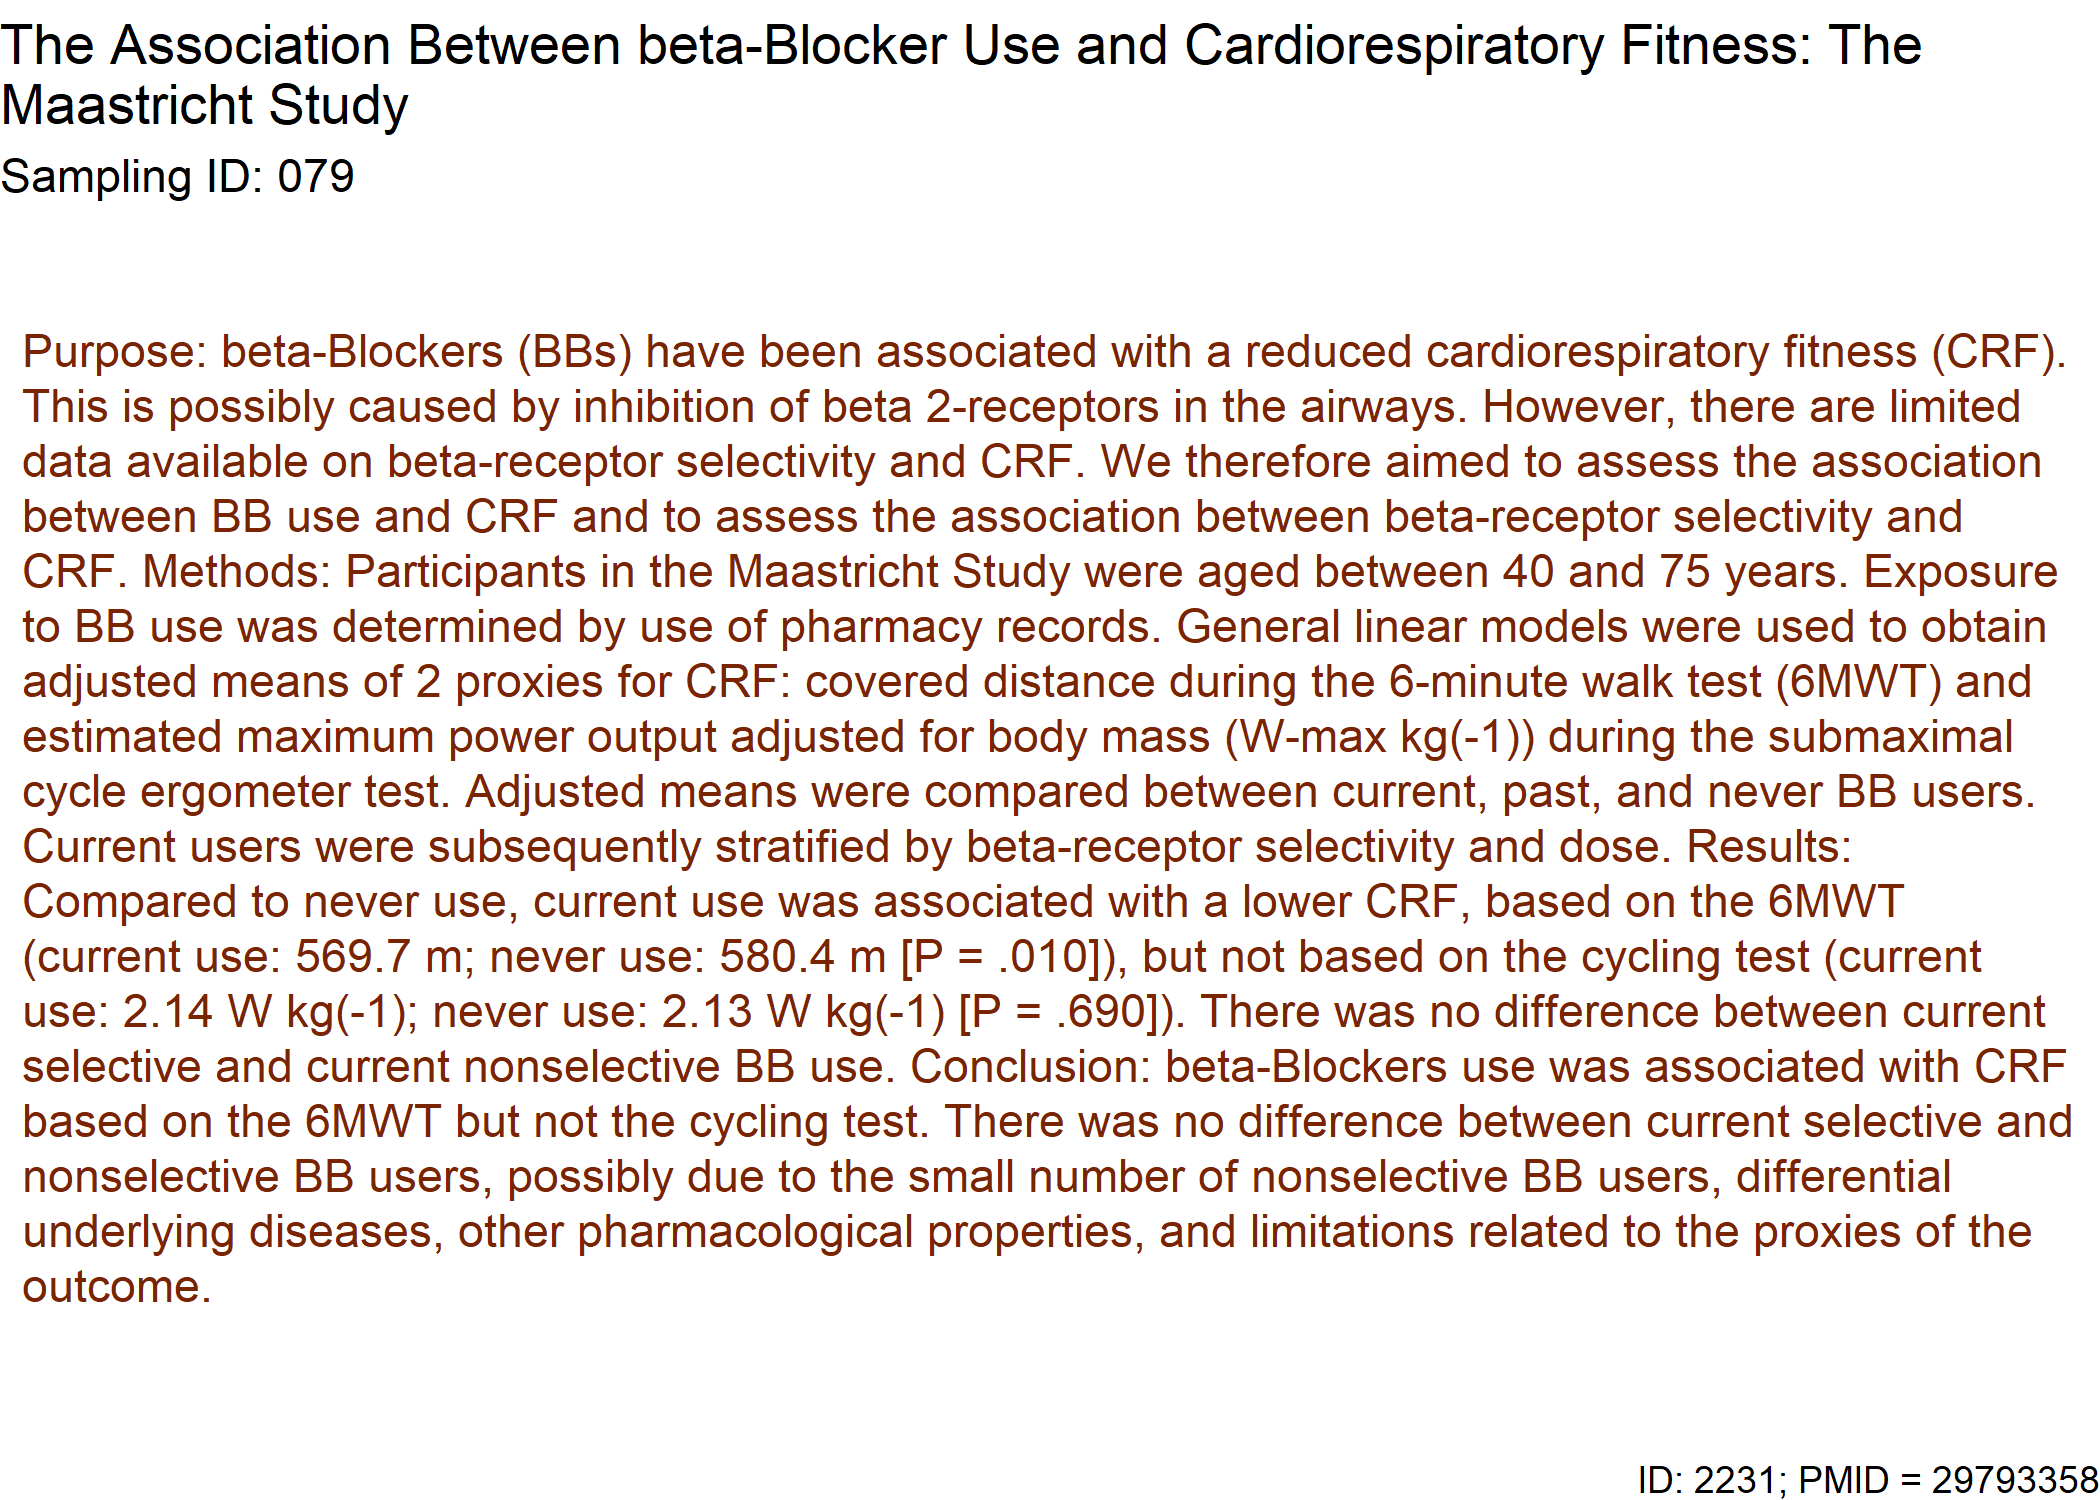 The Association Between beta-Blocker Use and Cardiorespiratory Fitness: The
Maastricht Study
Sampling ID: 079
Purpose: beta-Blockers (BBs) have been associated with a reduced cardiorespiratory fitness (CRF).
This is possibly caused by inhibition of beta 2-receptors in the airways. However, there are limited
data available on beta-receptor selectivity and CRF. We therefore aimed to assess the association
between BB use and CRF and to assess the association between beta-receptor selectivity and
CRF. Methods: Participants in the Maastricht Study were aged between 40 and 75 years. Exposure
to BB use was determined by use of pharmacy records. General linear models were used to obtain
adjusted means of 2 proxies for CRF: covered distance during the 6-minute walk test (6MWT) and
estimated maximum power output adjusted for body mass (W-max kg(-1)) during the submaximal
cycle ergometer test. Adjusted means were compared between current, past, and never BB users.
Current users were subsequently stratified by beta-receptor selectivity and dose. Results:
Compared to never use, current use was associated with a lower CRF, based on the 6MWT
(current use: 569.7 m; never use: 580.4 m [P = .010]), but not based on the cycling test (current
use: 2.14 W kg(-1); never use: 2.13 W kg(-1) [P = .690]). There was no difference between current
selective and current nonselective BB use. Conclusion: beta-Blockers use was associated with CRF
based on the 6MWT but not the cycling test. There was no difference between current selective and
nonselective BB users, possibly due to the small number of nonselective BB users, differential
underlying diseases, other pharmacological properties, and limitations related to the proxies of the
outcome.
ID: 2231; PMID = 29793358